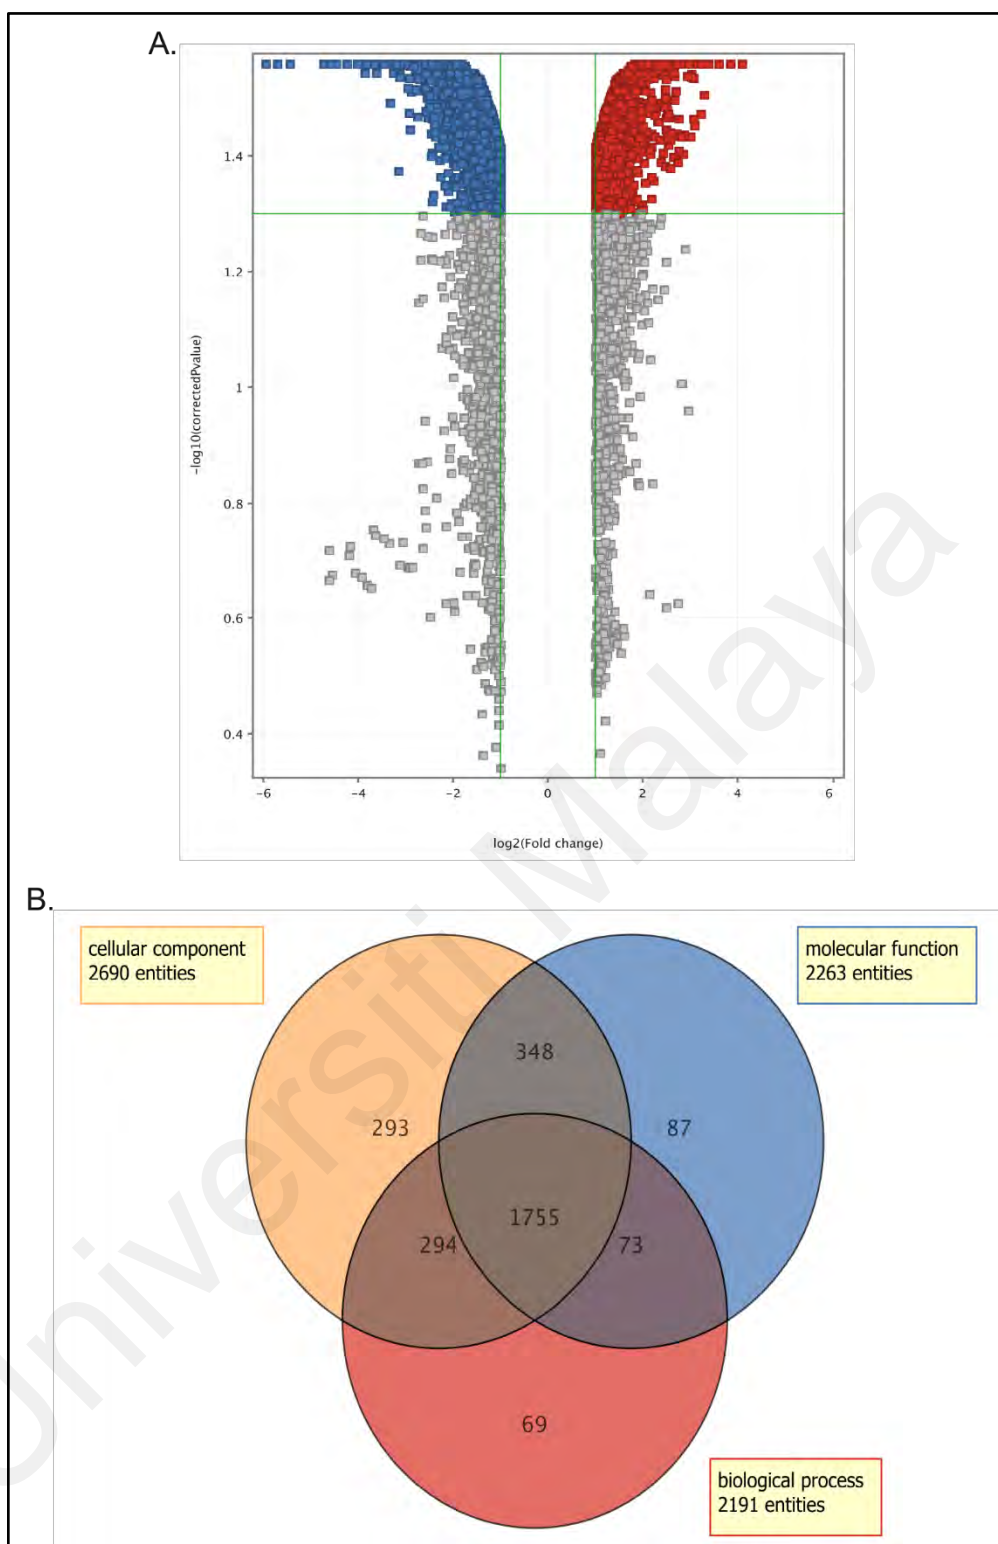 A.
1.4
1.2
1
0.8
0.6
0.4
-log10(correctedPvalue)
-6 -4 -2 0 2 4 6
log2(Fold change)
B.
cellular component
2690 entities
molecular function
2263 entities
348
293
87
1755
294
73
69
biological process
2191 entities
Universiti Malaya